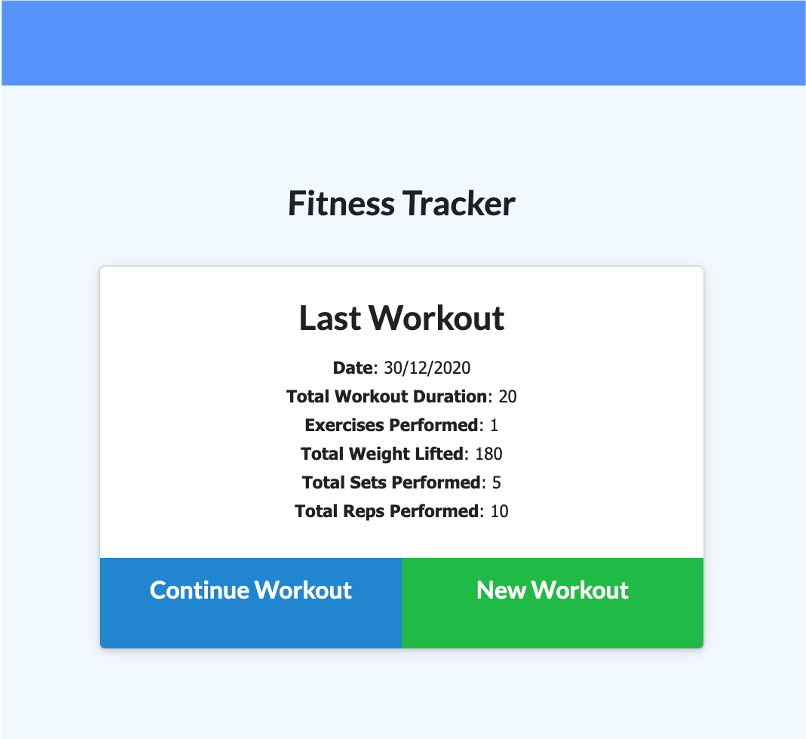 Fitness Tracker
Last Workout
Date: 30/12/2020
Total Workout Duration: 20
Exercises Performed: 1
Total Weight Lifted: 180
Total Sets Performed: 5
Total Reps Performed: 10
Continue Workout
New Workout